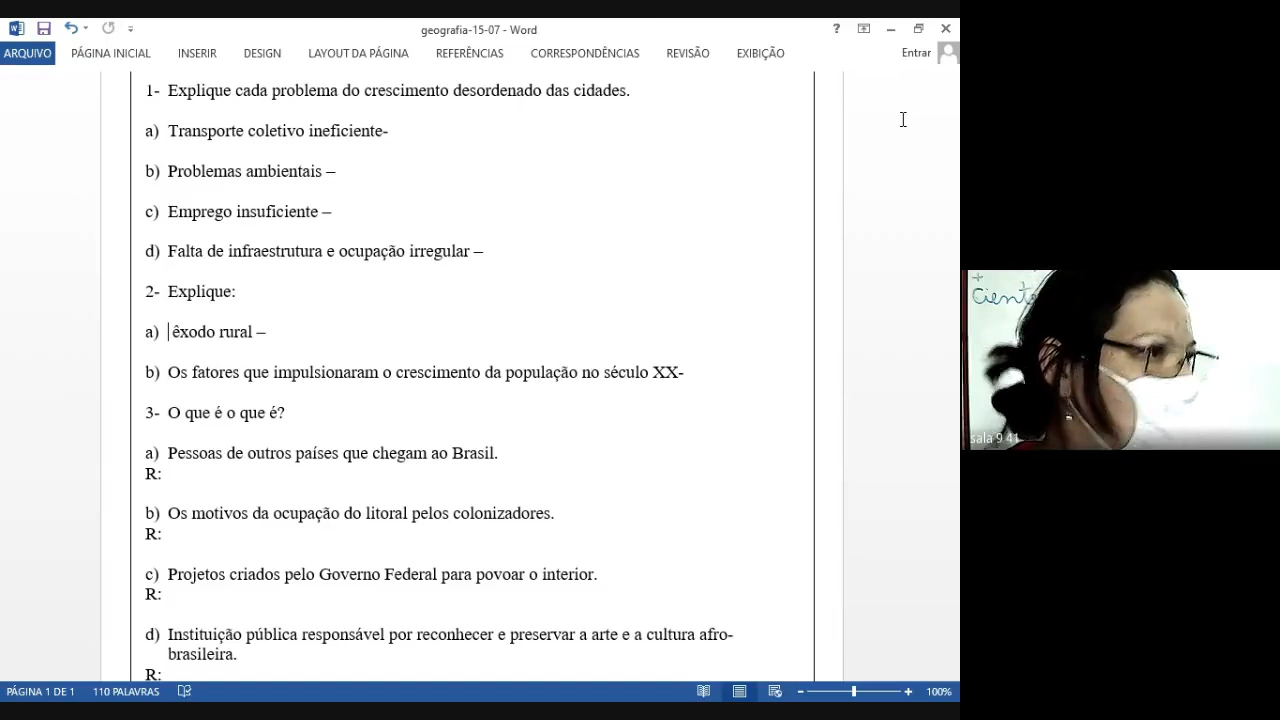 geografia-15-07 - Word
ARQUIVO PÁGINA INICIAL INSERIR DESIGN LAYOUT DA PÁGINA REFERÊNCIAS CORRESPONDÊNCIAS REVISÃO EXIBIÇÃO Entrar
1- Explique cada problema do crescimento desordenado das cidades.
a) Transporte coletivo ineficiente-
b) Problemas ambientais –
c) Emprego insuficiente –
d) Falta de infraestrutura e ocupação irregular –
2- Explique:
a) êxodo rural –
b) Os fatores que impulsionaram o crescimento da população no século XX-
3- O que é o que é?
a) Pessoas de outros países que chegam ao Brasil.
R:
b) Os motivos da ocupação do litoral pelos colonizadores.
R:
c) Projetos criados pelo Governo Federal para povoar o interior.
R:
d) Instituição pública responsável por reconhecer e preservar a arte e a cultura afro-
brasileira.
R:
PÁGINA 1 DE 1 110 PALAVRAS 100%
sala 9 41